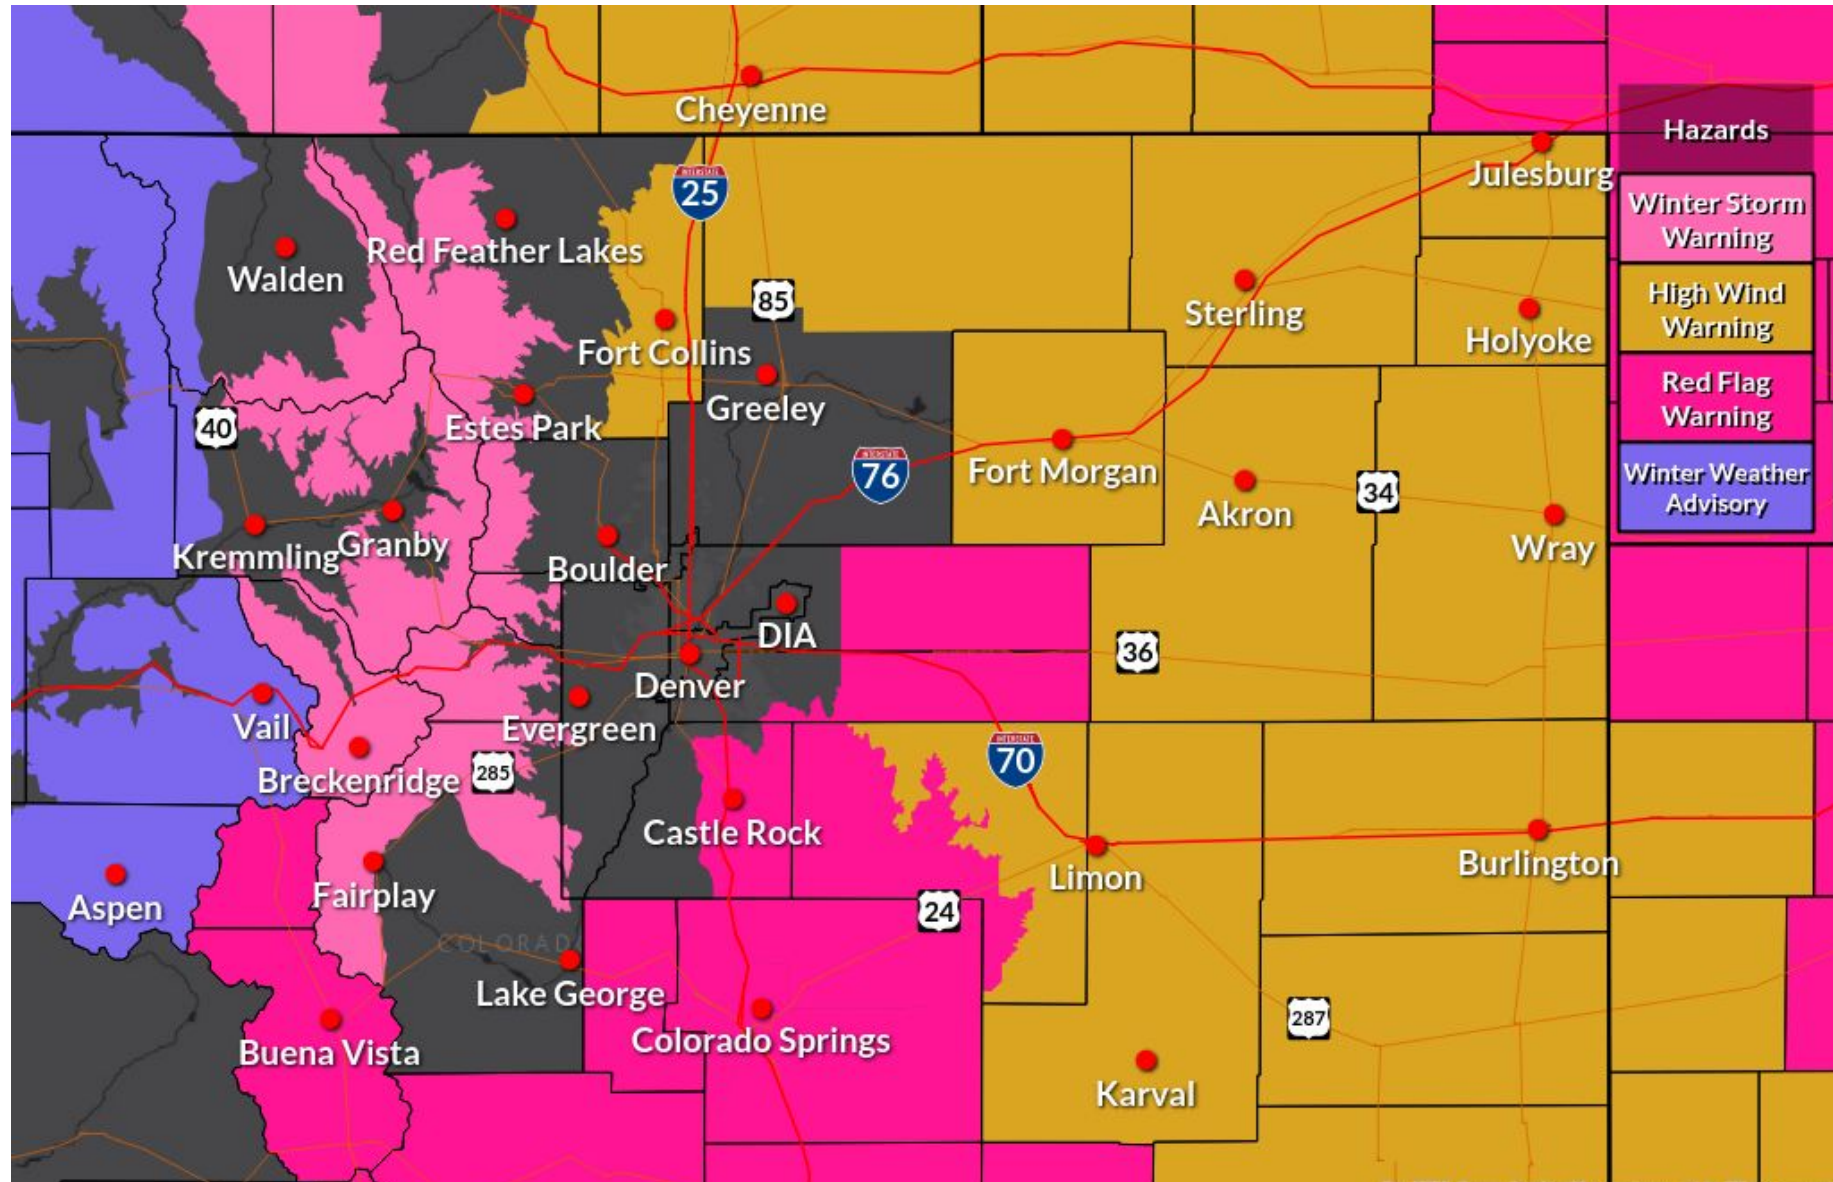 Cheyenne
Hazards
Julesburg
INTERSTATE
25
Winter Storm
Warning
Red Feather Lakes
Walden
85
High Wind
Warning
Sterling
Holyoke
Fort Collins
Red Flag
Warning
Greeley
40
Estes Park
INTERSTATE
76
Fort Morgan
Winter Weather
Advisory
34
Akron
Kremmling
Granby
Boulder
Wray
DIA
36
Denver
Vail
Evergreen
INTERSTATE
70
Breckenridge
285
Castle Rock
Limon
Burlington
Aspen
Fairplay
24
COLORADO
Lake George
Colorado Springs
287
Buena Vista
Karval